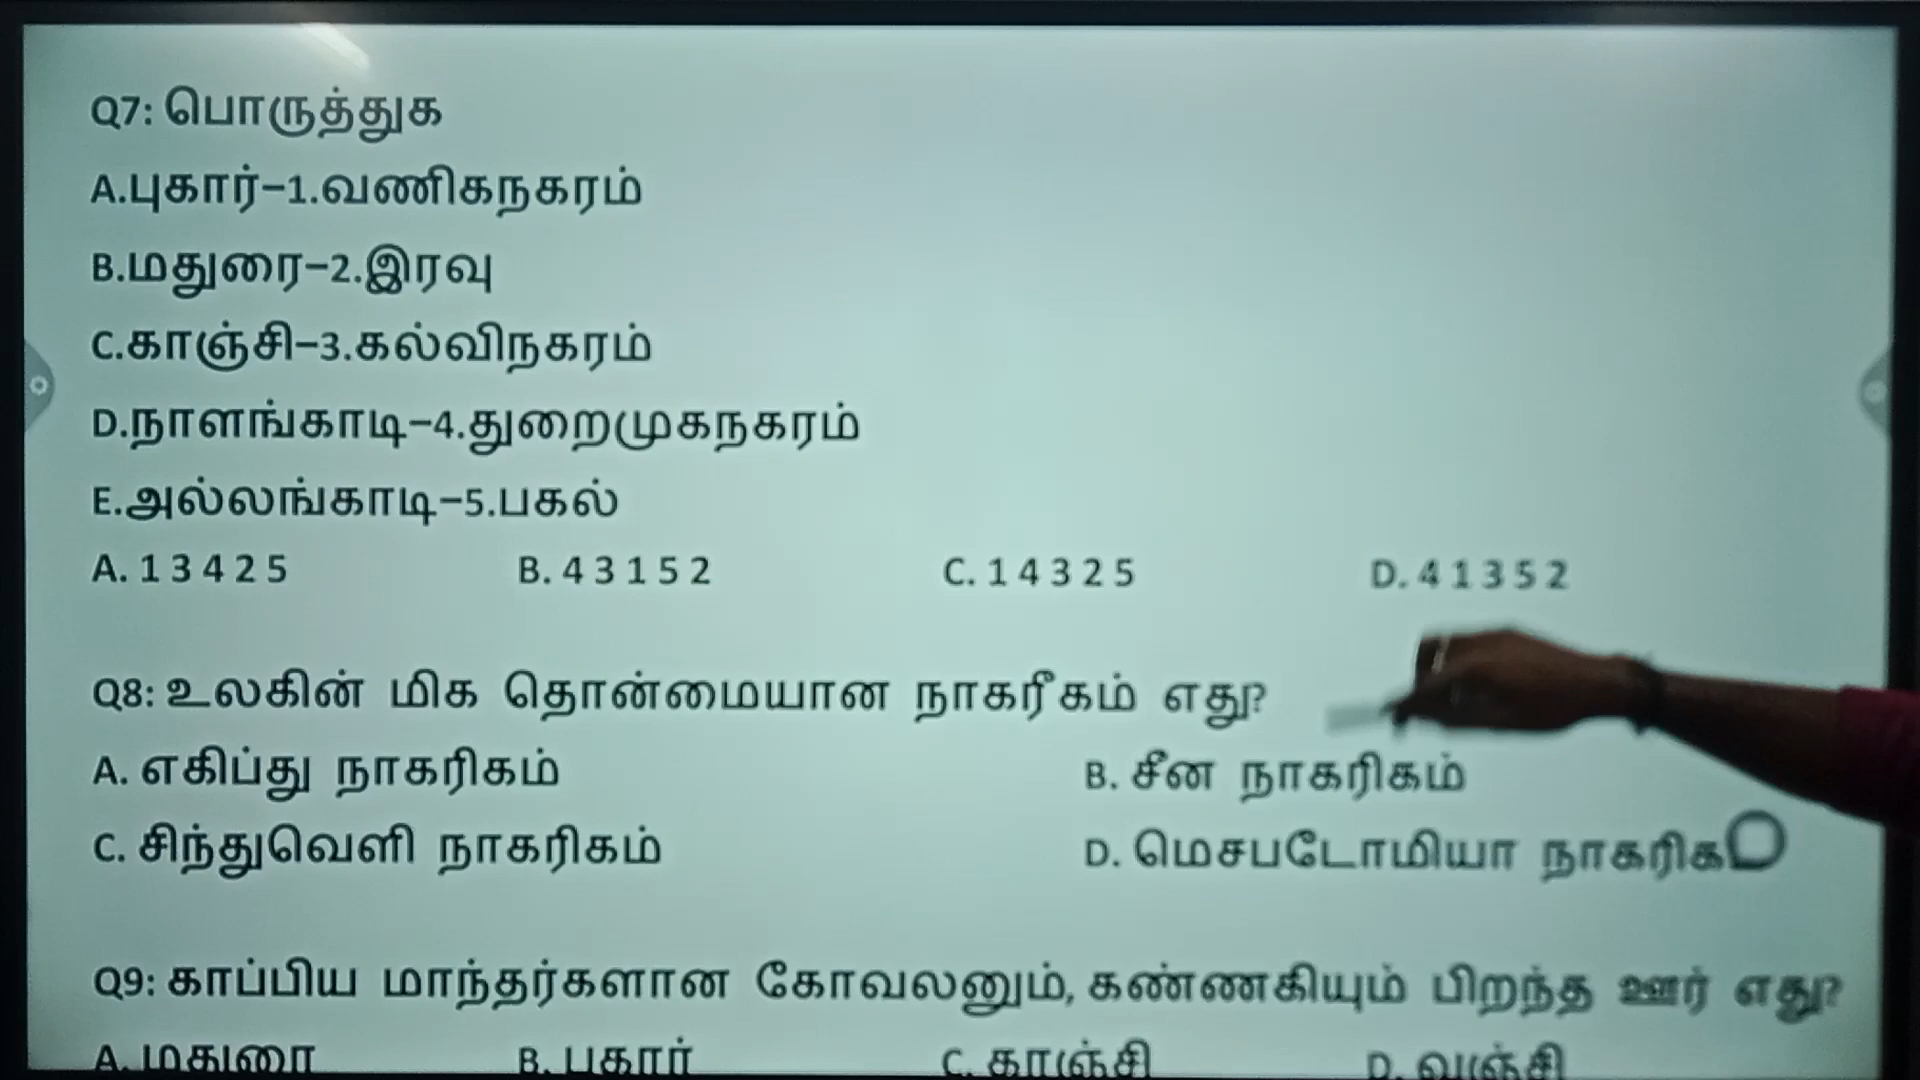 Q7: பொருத்துக
A.புகார்–1.வணிகநகரம்
B.மதுரை–2.இரவு
C.காஞ்சி–3.கல்விநகரம்
D.நாளங்காடி–4.துறைமுகநகரம்
E.அல்லங்காடி–5.பகல்
A. 1 3 4 2 5 B. 4 3 1 5 2 C. 1 4 3 2 5 D. 4 1 3 5 2
Q8: உலகின் மிக தொன்மையான நாகரீகம் எது?
A. எகிப்து நாகரிகம் B. சீன நாகரிகம்
C. சிந்துவெளி நாகரிகம் D. மெசபடோமியா நாகரிக
Q9: காப்பிய மாந்தர்களான கோவலனும், கண்ணகியும் பிறந்த ஊர் எது?
A. மதுரை B. புகார் C. காஞ்சி D. வஞ்சி